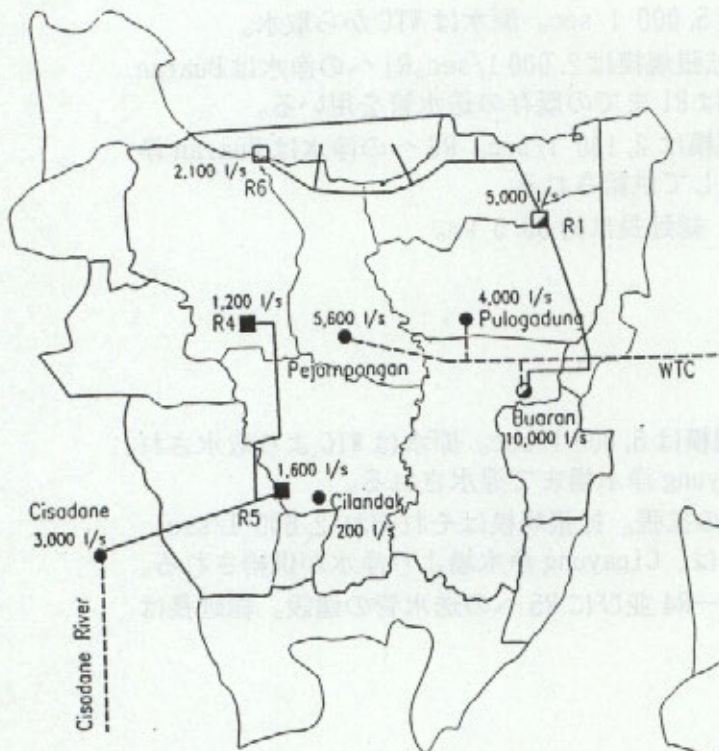 2,100 l/s
R6
5,000 l/s
R1
1,200 l/s
R4
5,600 l/s
4,000 l/s
Pulogadung
Pejompongan
WTC
Buaran
10,000 l/s
1,600 l/s
R5
Cilandak
200 l/s
Cisadane
3,000 l/s
Cisadane River